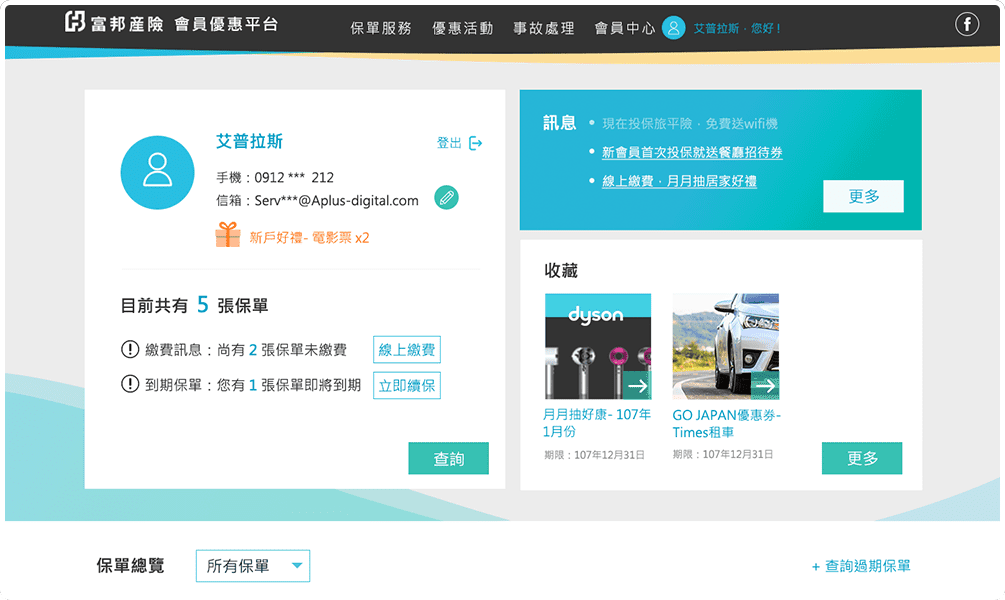 富邦産險 會員優惠平台
保單服務 優惠活動 事故處理 會員中心 艾普拉斯，您好！
f
艾普拉斯
登出
手機：0912 *** 212
信箱：Serv***@Aplus-digital.com
新戶好禮- 電影票 x2
目前共有 5 張保單
繳費訊息：尚有 2 張保單未繳費 線上繳費
到期保單：您有 1 張保單即將到期 立即續保
查詢
訊息
現在投保旅平險，免費送wifi機
新會員首次投保就送餐廳招待券
線上繳費，月月抽居家好禮
更多
收藏
dyson
月月抽好康- 107年
1月份
期限：107年12月31日
GO JAPAN優惠券-
Times租車
期限：107年12月31日
更多
保單總覽
所有保單
+ 查詢過期保單